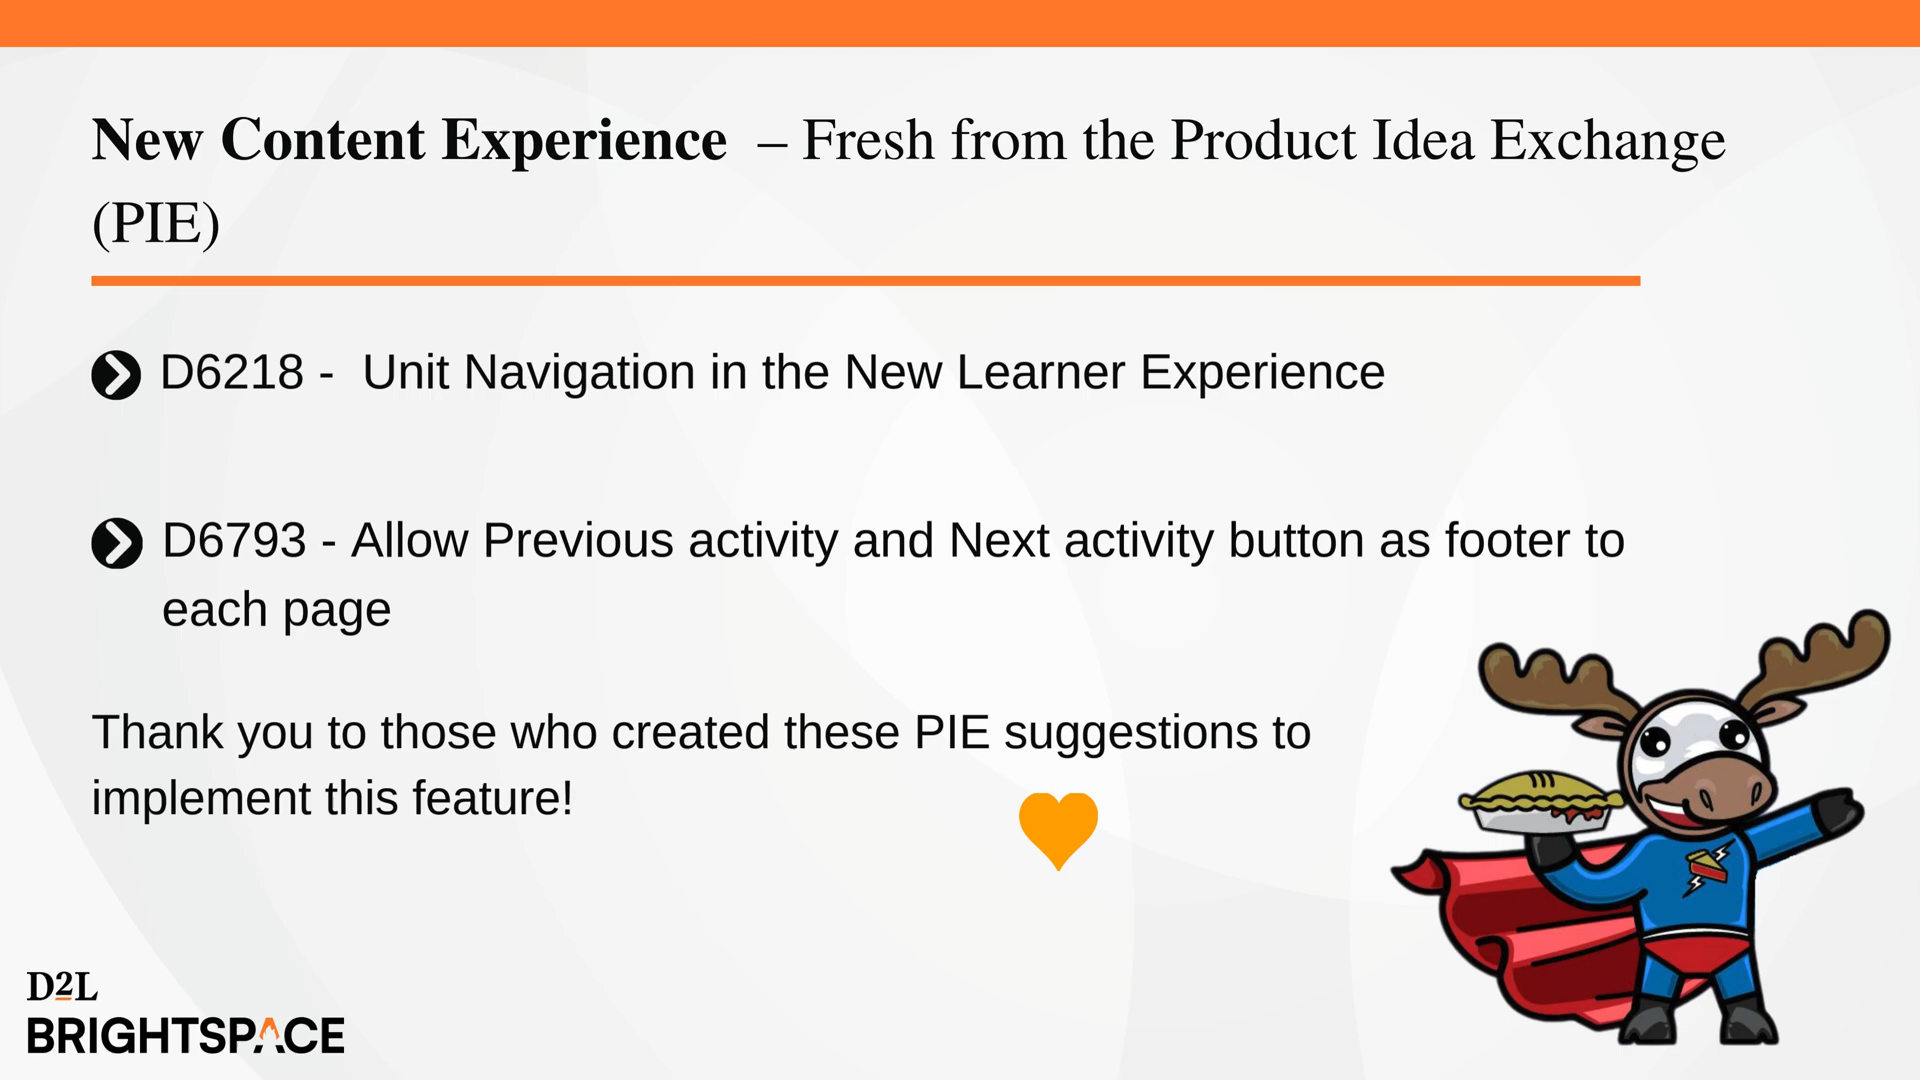 New Content Experience – Fresh from the Product Idea Exchange
(PIE)
D6218 - Unit Navigation in the New Learner Experience
D6793 - Allow Previous activity and Next activity button as footer to
each page
Thank you to those who created these PIE suggestions to
implement this feature!
D2L
BRIGHTSPACE